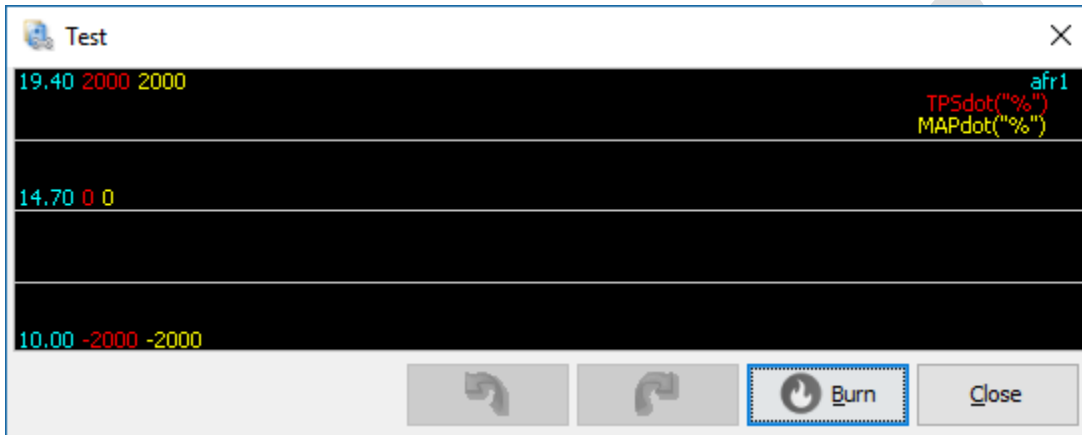 Test
19.40 2000 2000
afr1
TPSdot("%")
MAPdot("%")
14.70 0 0
10.00 -2000 -2000
Burn
Close